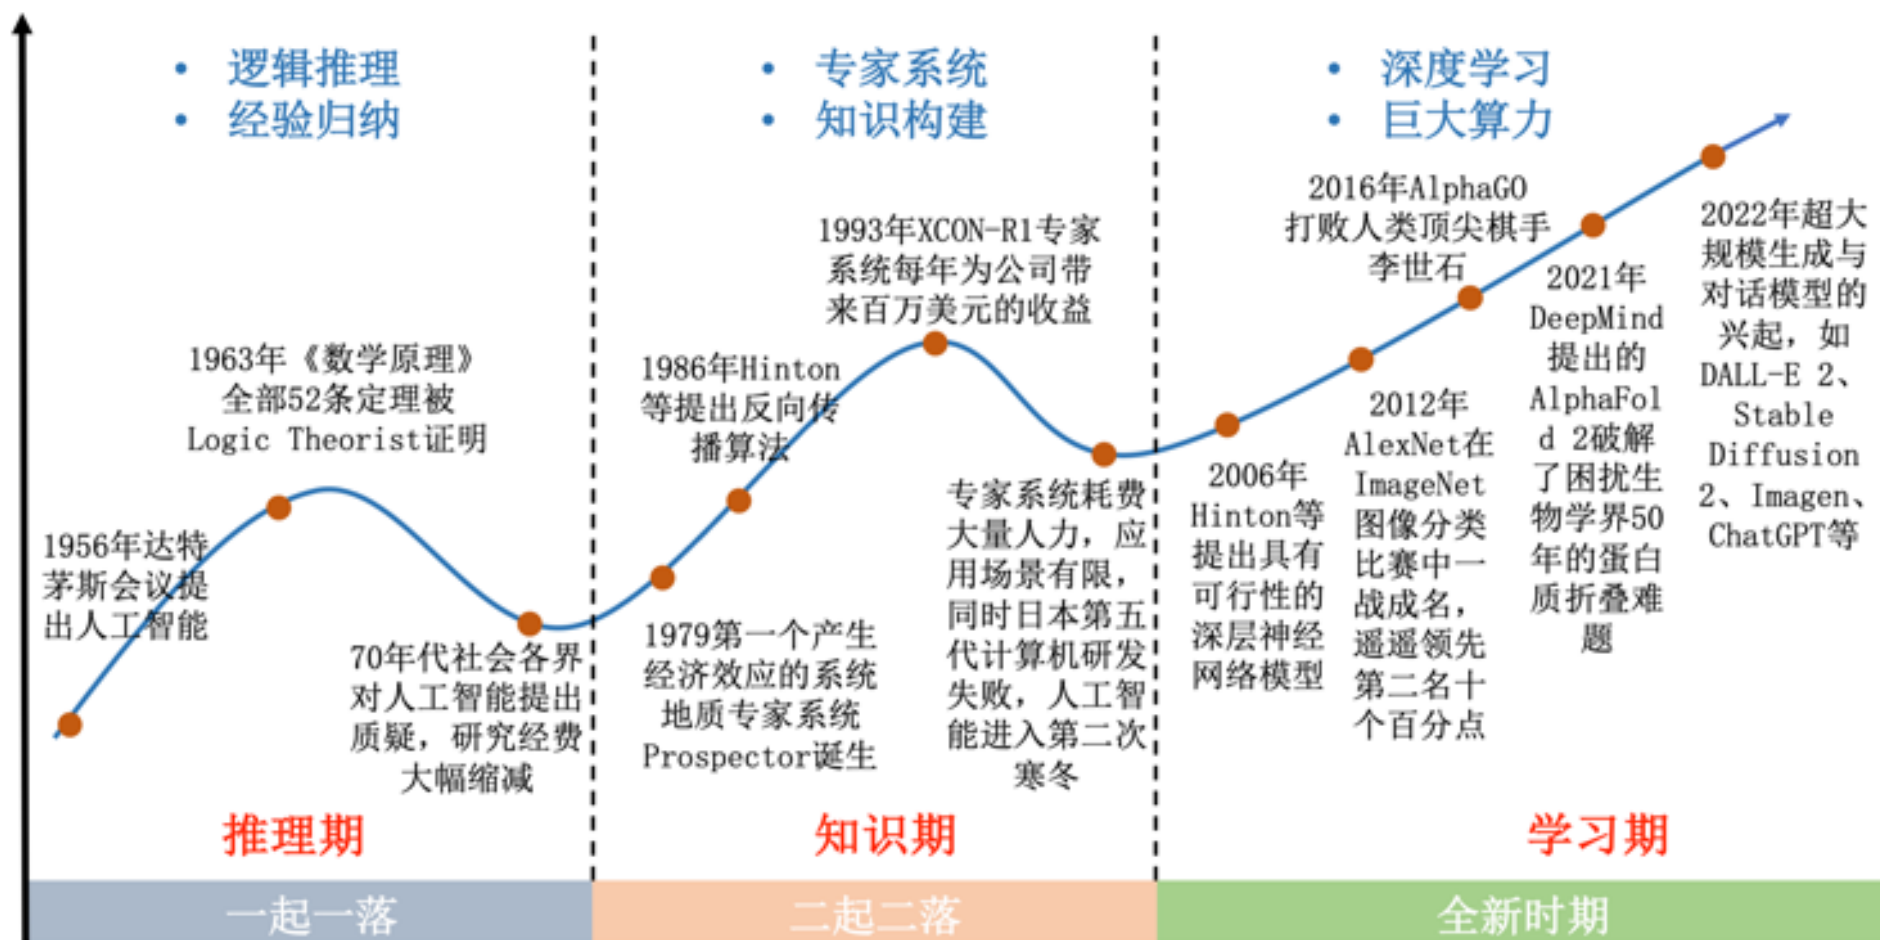 逻辑推理
经验归纳
1963年《数学原理》
全部52条定理被
Logic Theorist证明
1956年达特
茅斯会议提
出人工智能
70年代社会各界
对人工智能提出
质疑，研究经费
大幅缩减
推理期
一起一落
专家系统
知识构建
1993年XCON-R1专家
系统每年为公司带
来百万美元的收益
1986年Hinton
等提出反向传
播算法
1979第一个产生
经济效应的系统
地质专家系统
Prospector诞生
专家系统耗费
大量人力，应
用场景有限，
同时日本第五
代计算机研发
失败，人工智
能进入第二次
寒冬
知识期
二起二落
深度学习
巨大算力
2006年
Hinton等
提出具有
可行性的
深层神经
网络模型
2012年
AlexNet在
ImageNet
图像分类
比赛中一
战成名，
遥遥领先
第二名十
个百分点
2016年AlphaGO
打败人类顶尖棋手
李世石
2021年
DeepMind
提出的
AlphaFol
d 2破解
了困扰生
物学界50
年的蛋白
质折叠难
题
2022年超大
规模生成与
对话模型的
兴起，如
DALL-E 2、
Stable
Diffusion
2、Imagen、
ChatGPT等
学习期
全新时期